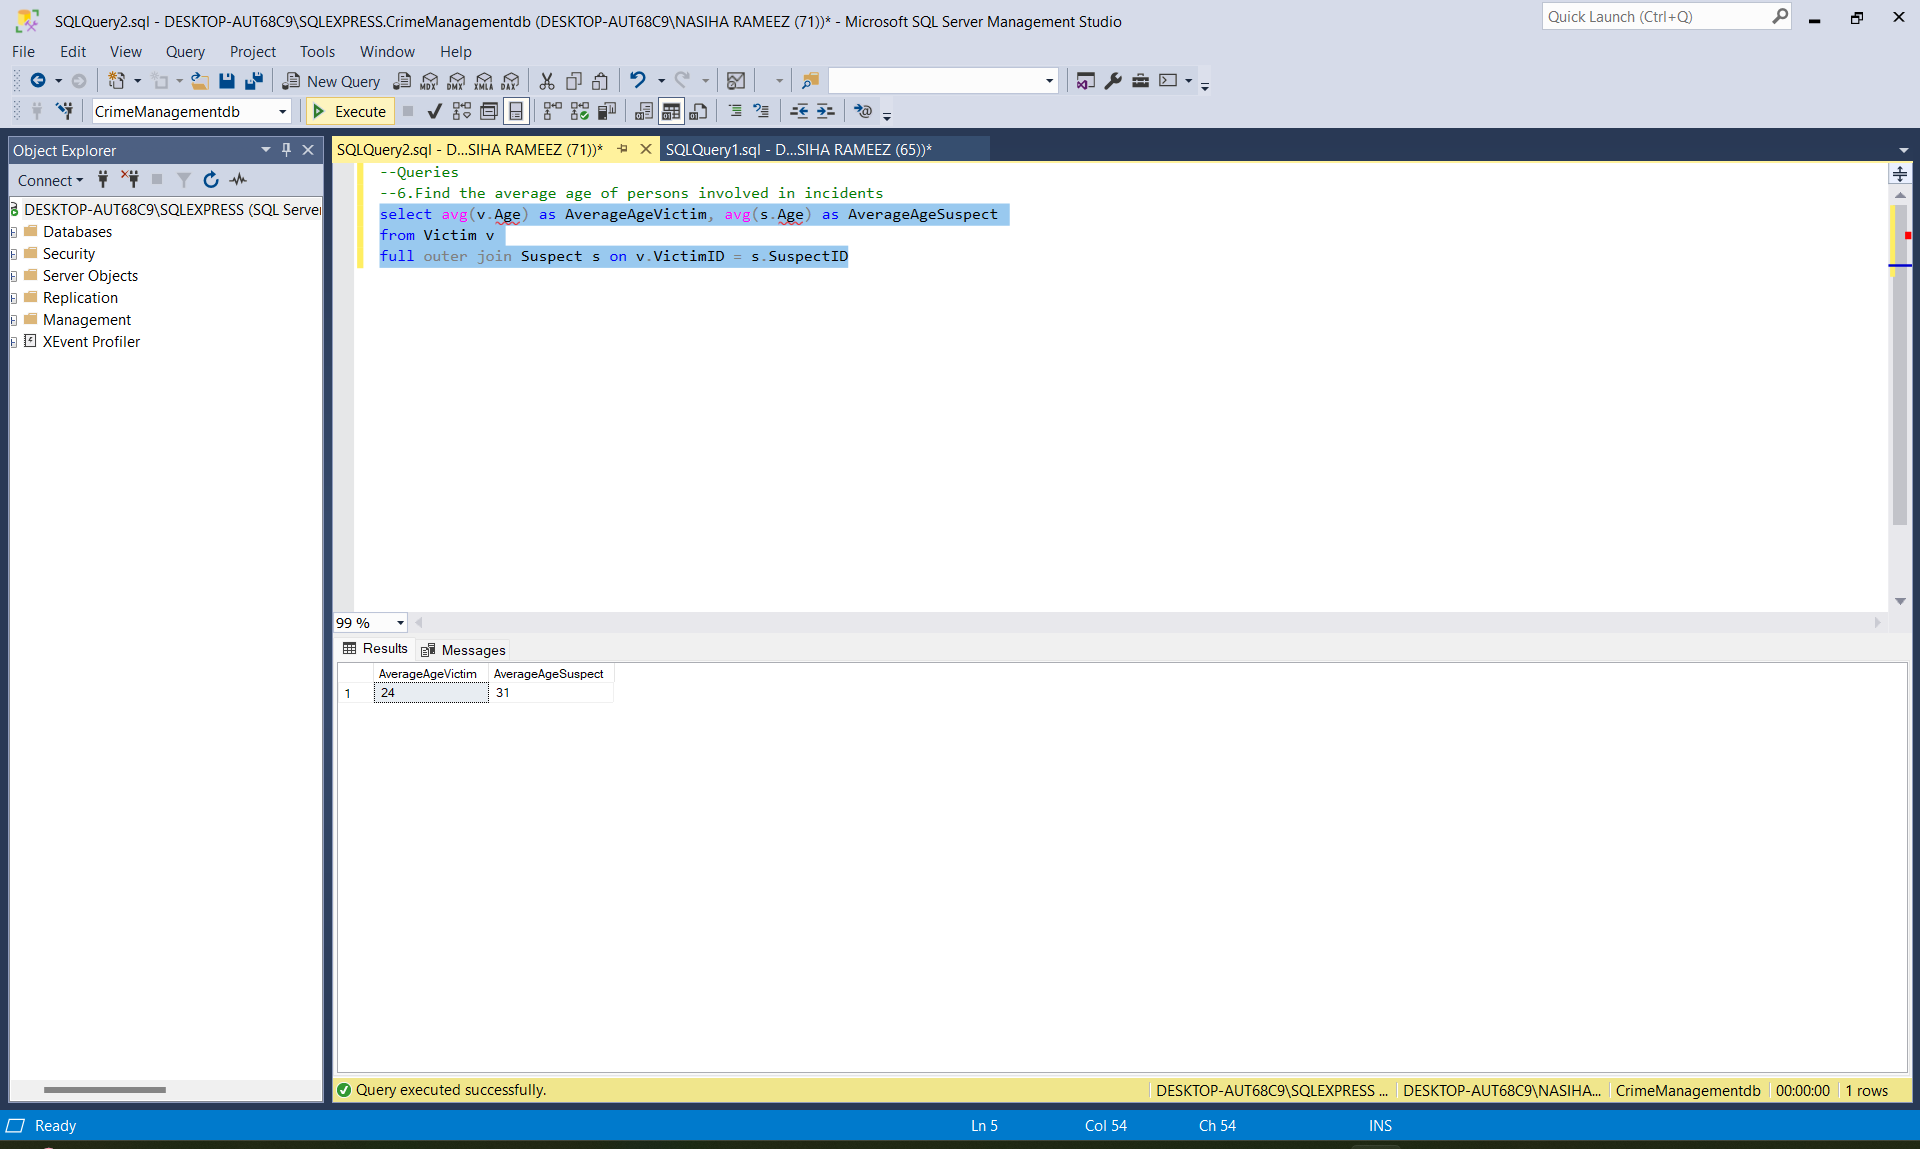 SQLQuery2.sql - DESKTOP-AUT68C9\SQLEXPRESS.CrimeManagementdb (DESKTOP-AUT68C9\NASIHA RAMEEZ (71))* - Microsoft SQL Server Management Studio
Quick Launch (Ctrl+Q)
File Edit View Query Project Tools Window Help
New Query
MDX DMX XMLA DAX
CrimeManagementdb
Execute
Object Explorer
SQLQuery2.sql - D...SIHA RAMEEZ (71))*
SQLQuery1.sql - D...SIHA RAMEEZ (65))*
Connect
DESKTOP-AUT68C9\SQLEXPRESS (SQL Server
Databases
Security
Server Objects
Replication
Management
XEvent Profiler
--Queries
--6.Find the average age of persons involved in incidents
select avg(v.Age) as AverageAgeVictim, avg(s.Age) as AverageAgeSuspect
from Victim v
full outer join Suspect s on v.VictimID = s.SuspectID
99 %
Results Messages
AverageAgeVictim AverageAgeSuspect
1 24 31
Query executed successfully.
DESKTOP-AUT68C9\SQLEXPRESS ... DESKTOP-AUT68C9\NASIHA... CrimeManagementdb 00:00:00 1 rows
Ready
Ln 5 Col 54 Ch 54 INS